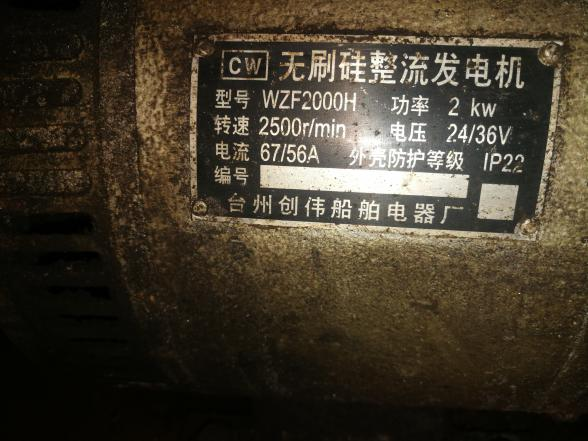 CW 无刷硅整流发电机
型号 WZF2000H 功率 2 kw
转速 2500r/min 电压 24/36V
电流 67/56A 外壳防护等级 IP22
编号
台州创伟船舶电器厂